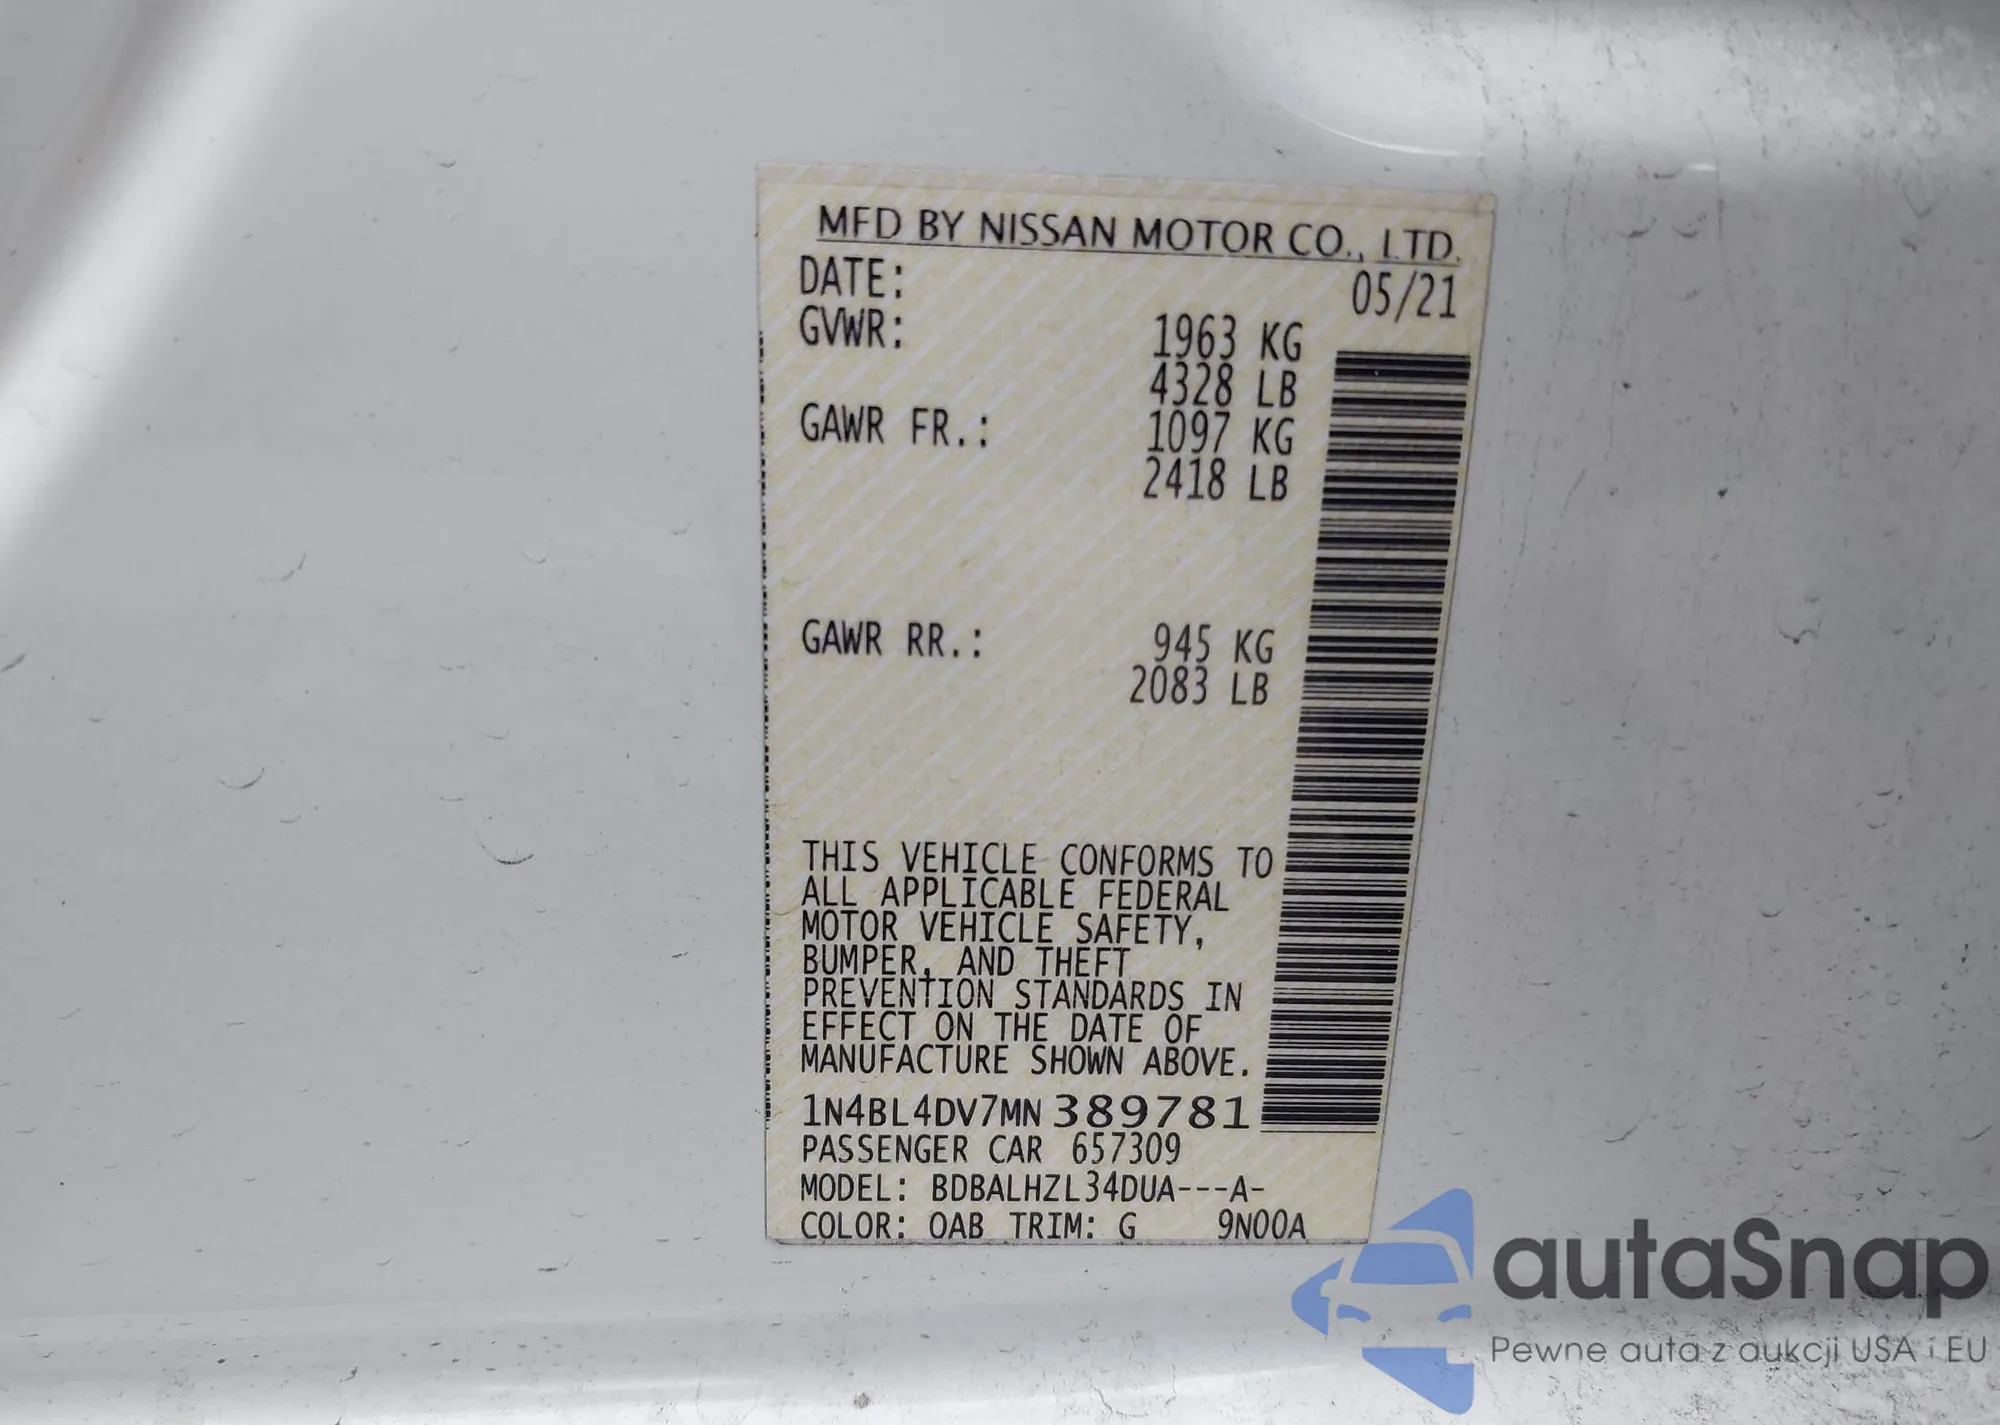 MFD BY NISSAN MOTOR CO., LTD.
DATE: 05/21
GVWR: 1963 KG
4328 LB
GAWR FR.: 1097 KG
2418 LB
GAWR RR.: 945 KG
2083 LB
THIS VEHICLE CONFORMS TO
ALL APPLICABLE FEDERAL
MOTOR VEHICLE SAFETY,
BUMPER, AND THEFT
PREVENTION STANDARDS IN
EFFECT ON THE DATE OF
MANUFACTURE SHOWN ABOVE.
1N4BL4DV7MN389781
PASSENGER CAR 657309
MODEL: BDBALHZL34DUA---A-
COLOR: QAB TRIM: G 9N00A
autaSnap
Pewne auta z aukcji USA i EU